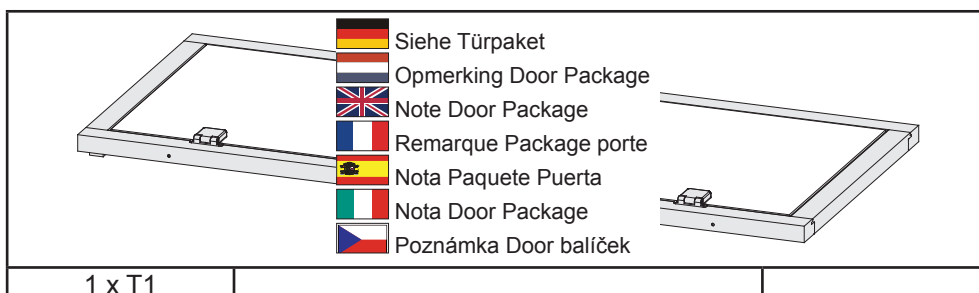 Siehe Türpaket
Opmerking Door Package
Note Door Package
Remarque Package porte
Nota Paquete Puerta
Nota Door Package
Poznámka Door balíček
1 x T1